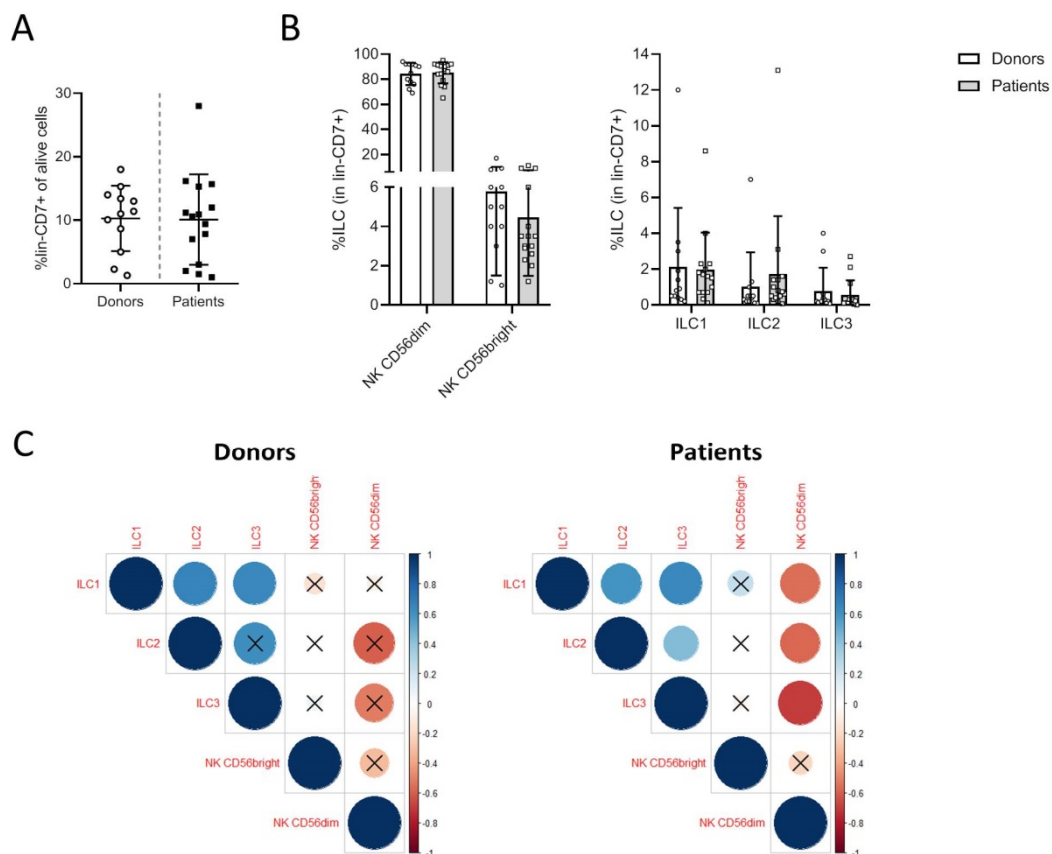 A
%lin-CD7+ of alive cells
30
20
10
0
Donors
Patients
B
%ILC (in lin-CD7+)
100
80
60
40
20
6
4
2
0
NK CD56dim
NK CD56bright
%ILC (in lin-CD7+)
14
12
10
8
6
4
2
0
ILC1
ILC2
ILC3
Donors
Patients
C
Donors
ILC1
ILC2
ILC3
NK CD56brigh
NK CD56dim
ILC1
ILC2
ILC3
NK CD56bright
NK CD56dim
1
0.8
0.6
0.4
0.2
0
-0.2
-0.4
-0.6
-0.8
-1
Patients
ILC1
ILC2
ILC3
NK CD56brigh
NK CD56dim
ILC1
ILC2
ILC3
NK CD56bright
NK CD56dim
1
0.8
0.6
0.4
0.2
0
-0.2
-0.4
-0.6
-0.8
-1